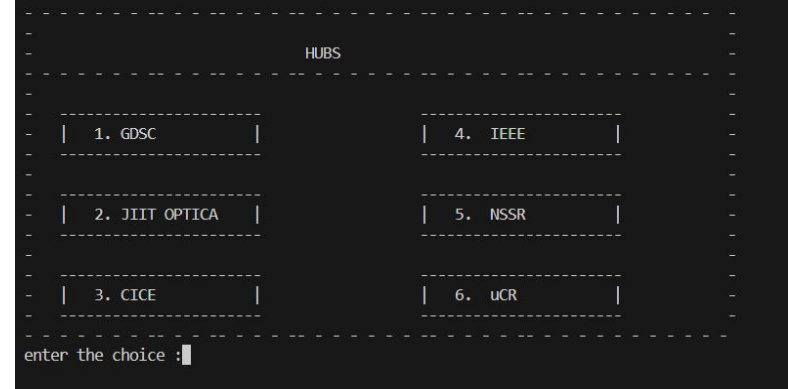 HUBS
| 1. GDSC | | 4. IEEE |
| 2. JIIT OPTICA | | 5. NSSR |
| 3. CICE | | 6. uCR |
enter the choice :